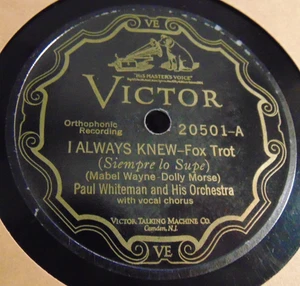 VE
"HIS MASTER'S VOICE"
VICTOR
Orthophonic
Recording
20501-A
I ALWAYS KNEW-Fox Trot
(Siempre lo Supe)
(Mabel Wayne-Dolly Morse)
Paul Whiteman and His Orchestra
with vocal chorus
VICTOR TALKING MACHINE CO.
Camden, N.J.
VE